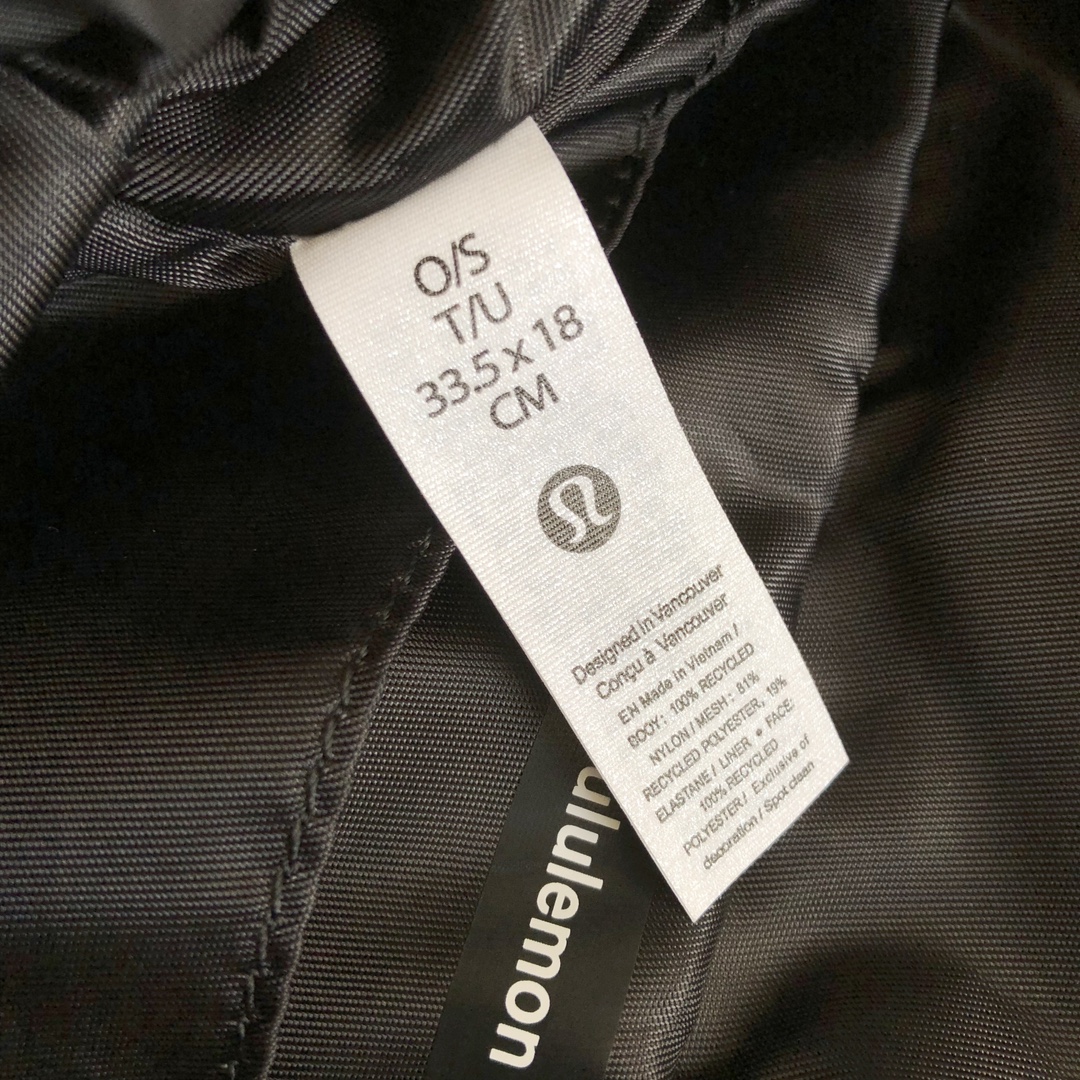 O/S
T/U
33.5 x 18
CM
Designed in Vancouver
Conçu à Vancouver
EN Made in Vietnam /
BODY: 100% RECYCLED
NYLON / MESH: 81%
RECYCLED POLYESTER, 19%
ELASTANE / LINER • FACE:
100% RECYCLED
POLYESTER / Exclusive of
decoration / Spot clean
ululemon